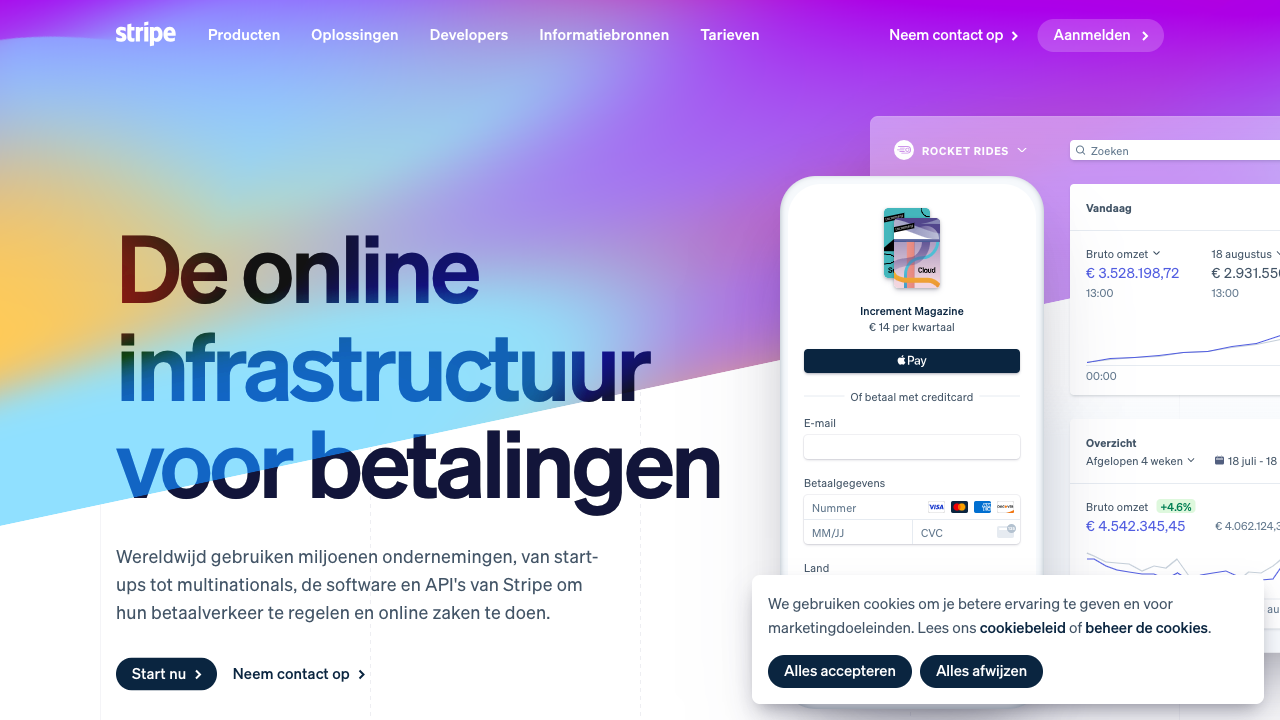 stripe
Producten
Oplossingen
Developers
Informatiebronnen
Tarieven
Neem contact op
Aanmelden
De online
infrastructuur
voor betalingen
Wereldwijd gebruiken miljoenen ondernemingen, van start-
ups tot multinationals, de software en API's van Stripe om
hun betaalverkeer te regelen en online zaken te doen.
Start nu
Neem contact op
ROCKET RIDES
Zoeken
Cloud
Increment Magazine
€ 14 per kwartaal
Pay
Of betaal met creditcard
E-mail
Betaalgegevens
Nummer
VISA
MM/JJ
CVC
Land
Vandaag
Bruto omzet
18 augustus
€ 3.528.198,72
€ 2.931.55
13:00
13:00
00:00
Overzicht
Afgelopen 4 weken
18 juli - 18
Bruto omzet
+4.6%
€ 4.542.345,45
€ 4.062.124,3
au
We gebruiken cookies om je betere ervaring te geven en voor
marketingdoeleinden. Lees ons cookiebeleid of beheer de cookies.
Alles accepteren
Alles afwijzen